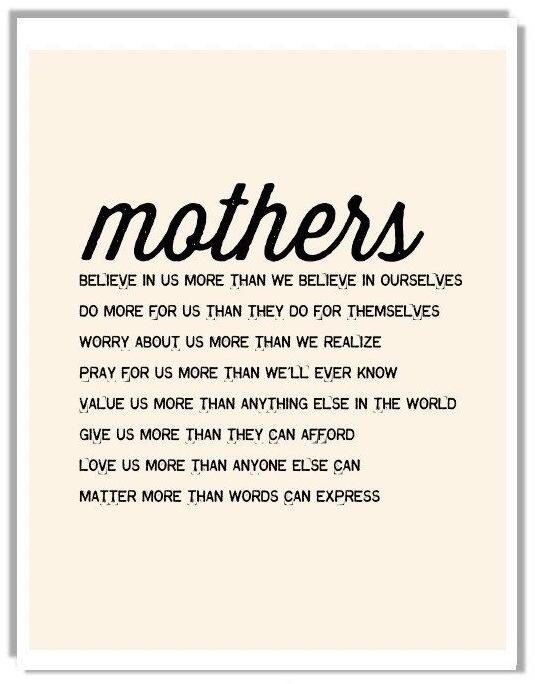 mothers
BELIEVE IN US MORE THAN WE BELIEVE IN OURSELVES
DO MORE FOR US THAN THEY DO FOR THEMSELVES
WORRY ABOUT US MORE THAN WE REALIZE
PRAY FOR US MORE THAN WE'LL EVER KNOW
VALUE US MORE THAN ANYTHING ELSE IN THE WORLD
GIVE US MORE THAN THEY CAN AFFORD
LOVE US MORE THAN ANYONE ELSE CAN
MATTER MORE THAN WORDS CAN EXPRESS